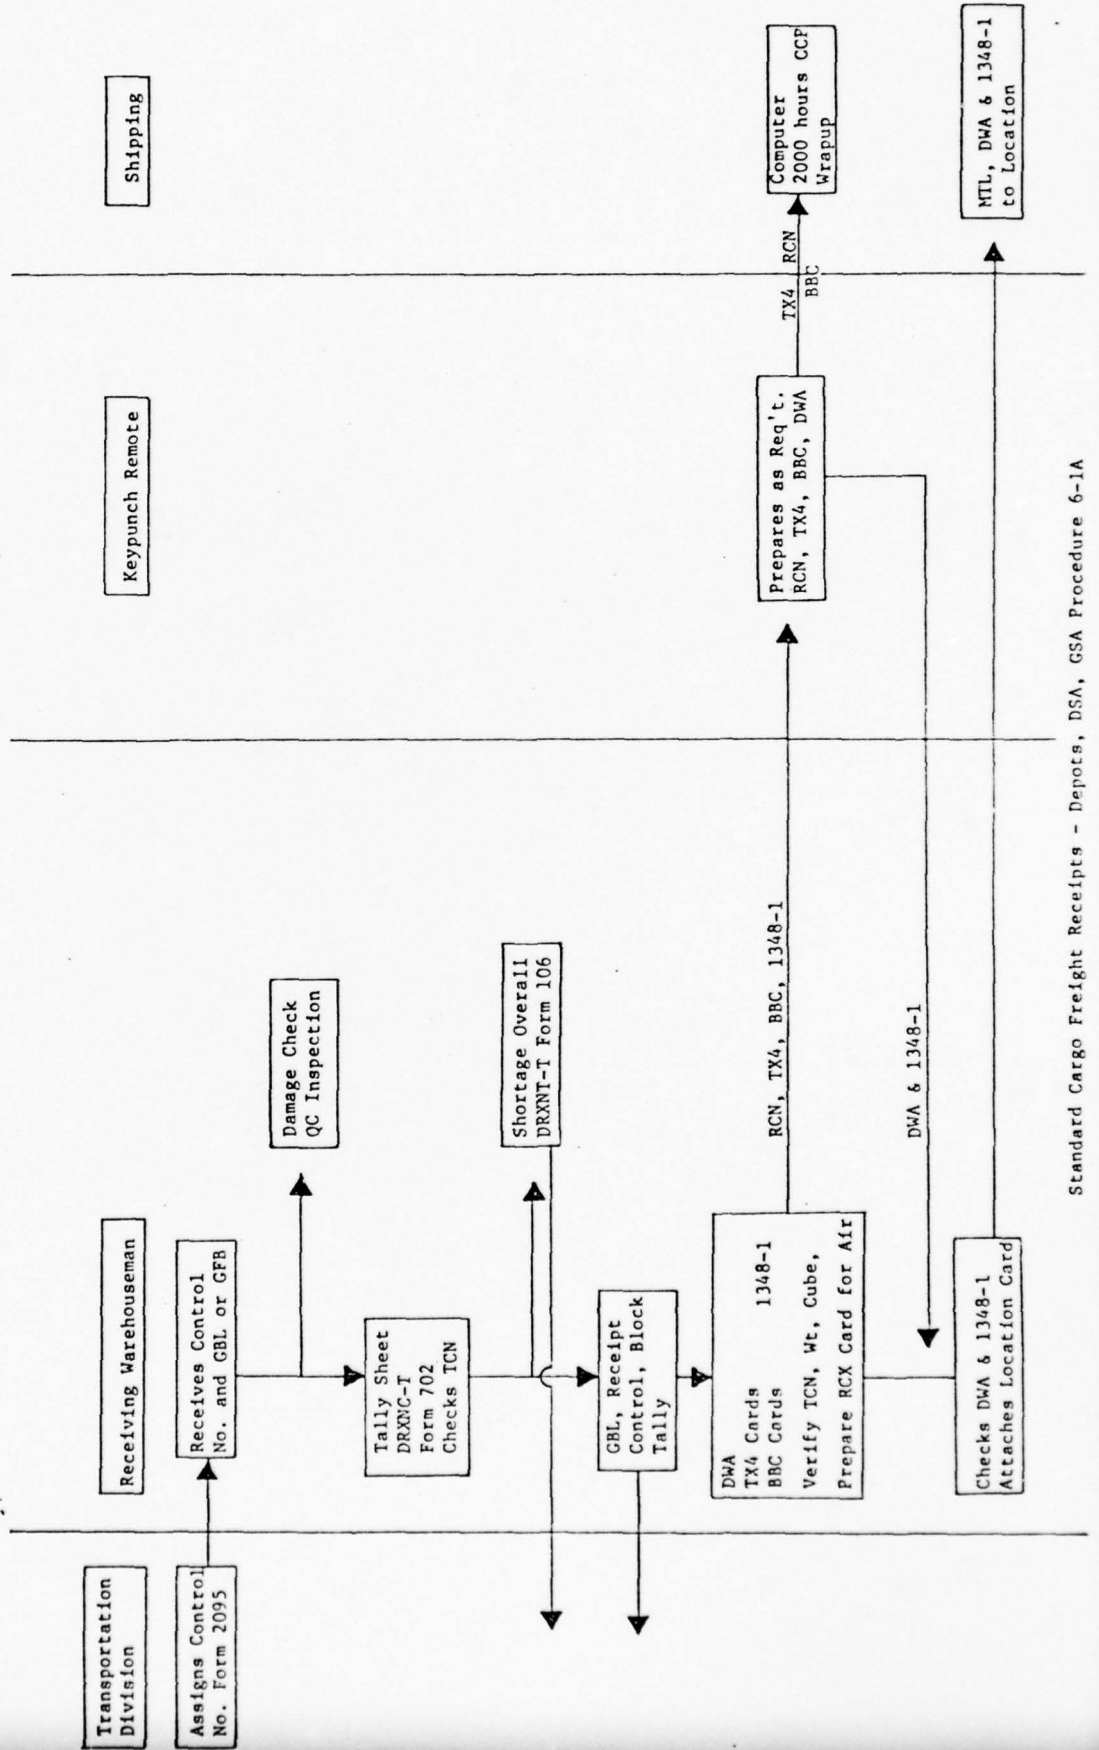 Transportation
Division
Receiving Warehouseman
Keypunch Remote
Shipping
Assigns Control
No. Form 2095
Receives Control
No. and GBL or GFB
Damage Check
QC Inspection
Tally Sheet
DRXNC-T
Form 702
Checks TCN
Shortage Overall
DRXNT-T Form 106
GBL, Receipt
Control, Block
Tally
DWA
TX4 Cards
BBC Cards 1348-1
Verify TCN, Wt, Cube,
Prepare RCX Card for Air
RCN, TX4, BBC, 1348-1
Prepares as Req't.
RCN, TX4, BBC, DWA
TX4 RCN
BBC
Computer
2000 hours CCP
Wrapup
DWA & 1348-1
Checks DWA & 1348-1
Attaches Location Card
MTL, DWA & 1348-1
to Location
Standard Cargo Freight Receipts - Depots, DSA, GSA Procedure 6-1A